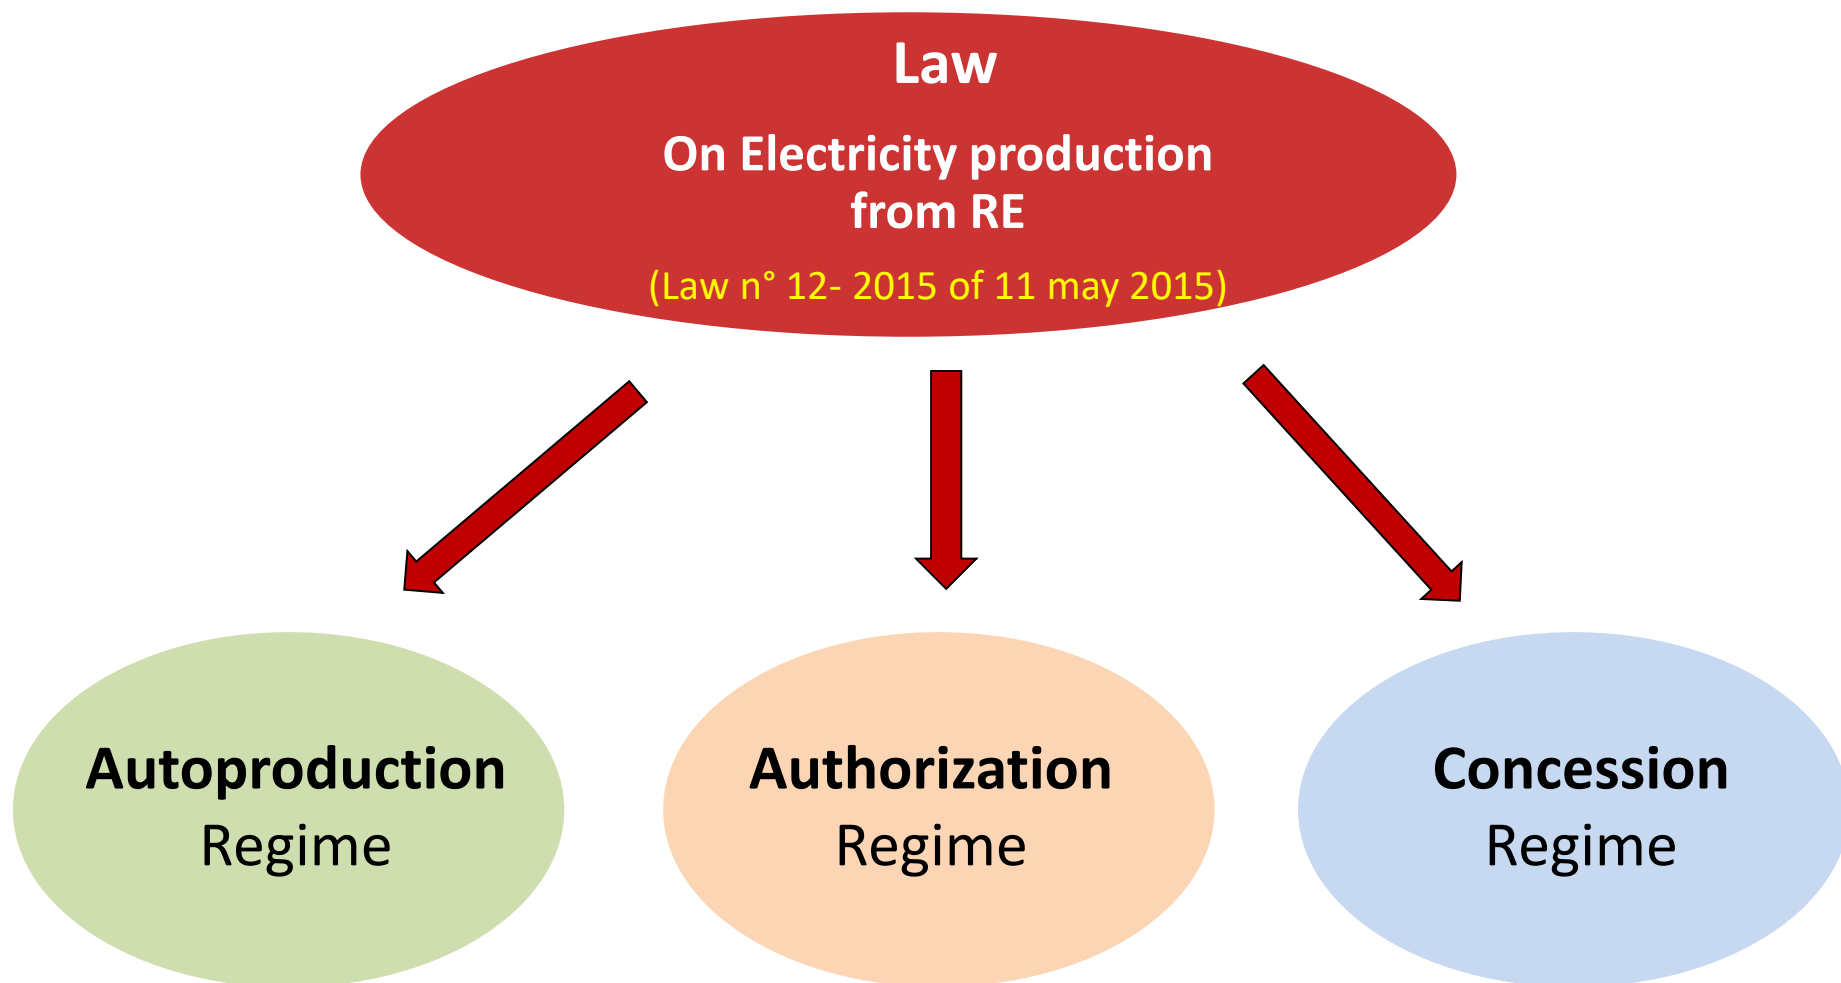 Law
On Electricity production
from RE
(Law n° 12- 2015 of 11 may 2015)
Autoproduction
Regime
Authorization
Regime
Concession
Regime